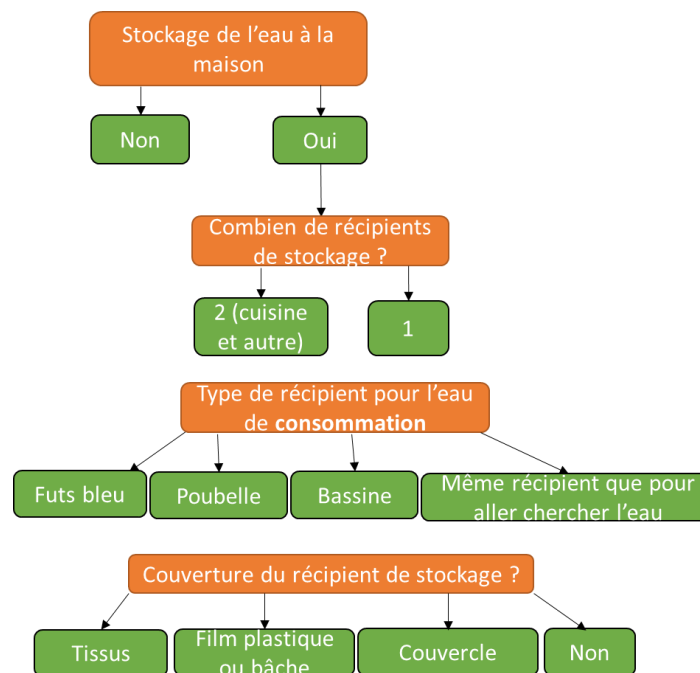 Stockage de l'eau à la
maison
Non
Oui
Combien de récipients
de stockage ?
2 (cuisine
et autre)
1
Type de récipient pour l'eau
de consommation
Futs bleu
Poubelle
Bassine
Même récipient que pour
aller chercher l'eau
Couverture du récipient de stockage ?
Tissus
Film plastique
ou bâche
Couvercle
Non